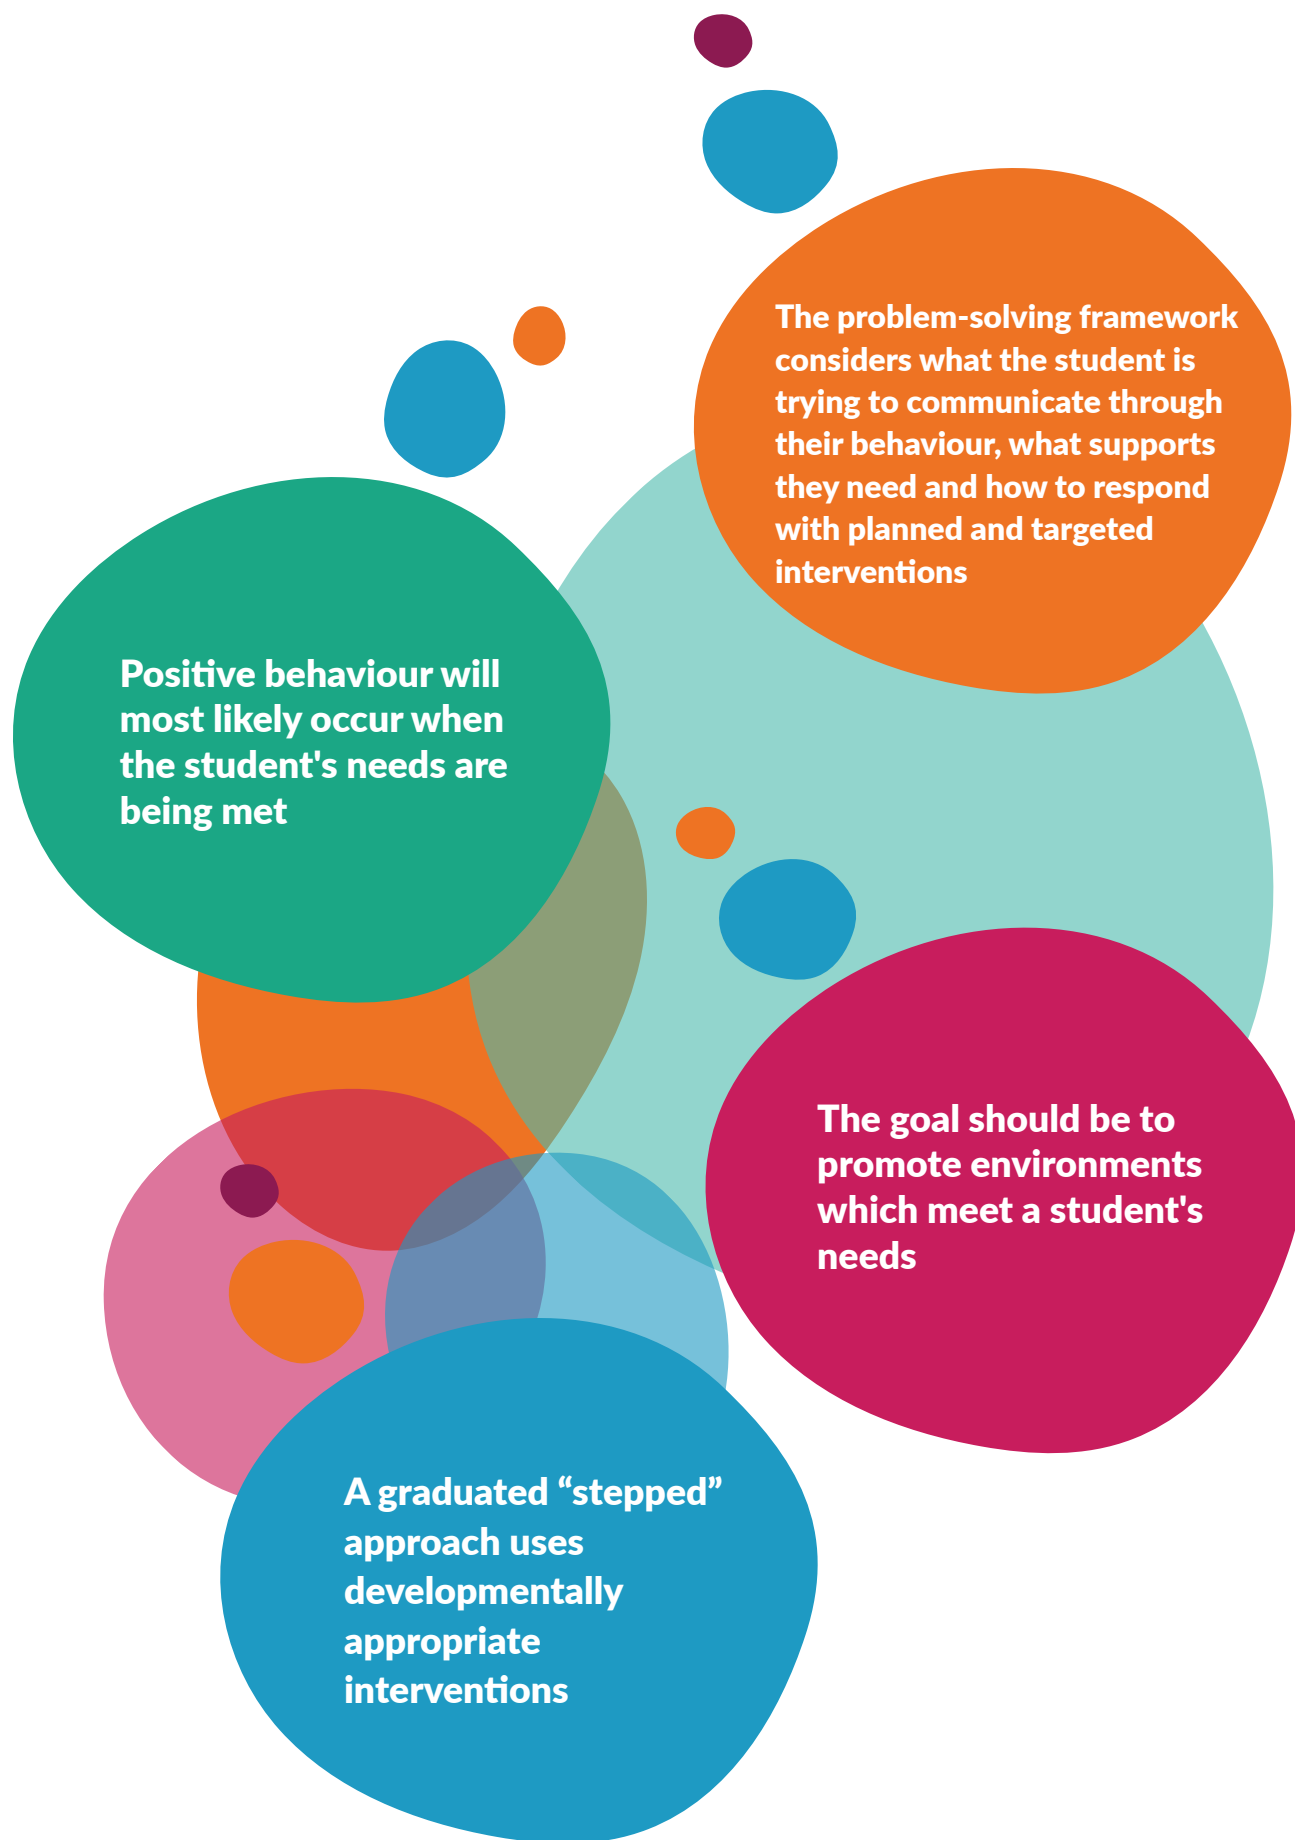 The problem-solving framework
considers what the student is
trying to communicate through
their behaviour, what supports
they need and how to respond
with planned and targeted
interventions
Positive behaviour will
most likely occur when
the student's needs are
being met
The goal should be to
promote environments
which meet a student's
needs
A graduated “stepped”
approach uses
developmentally
appropriate
interventions